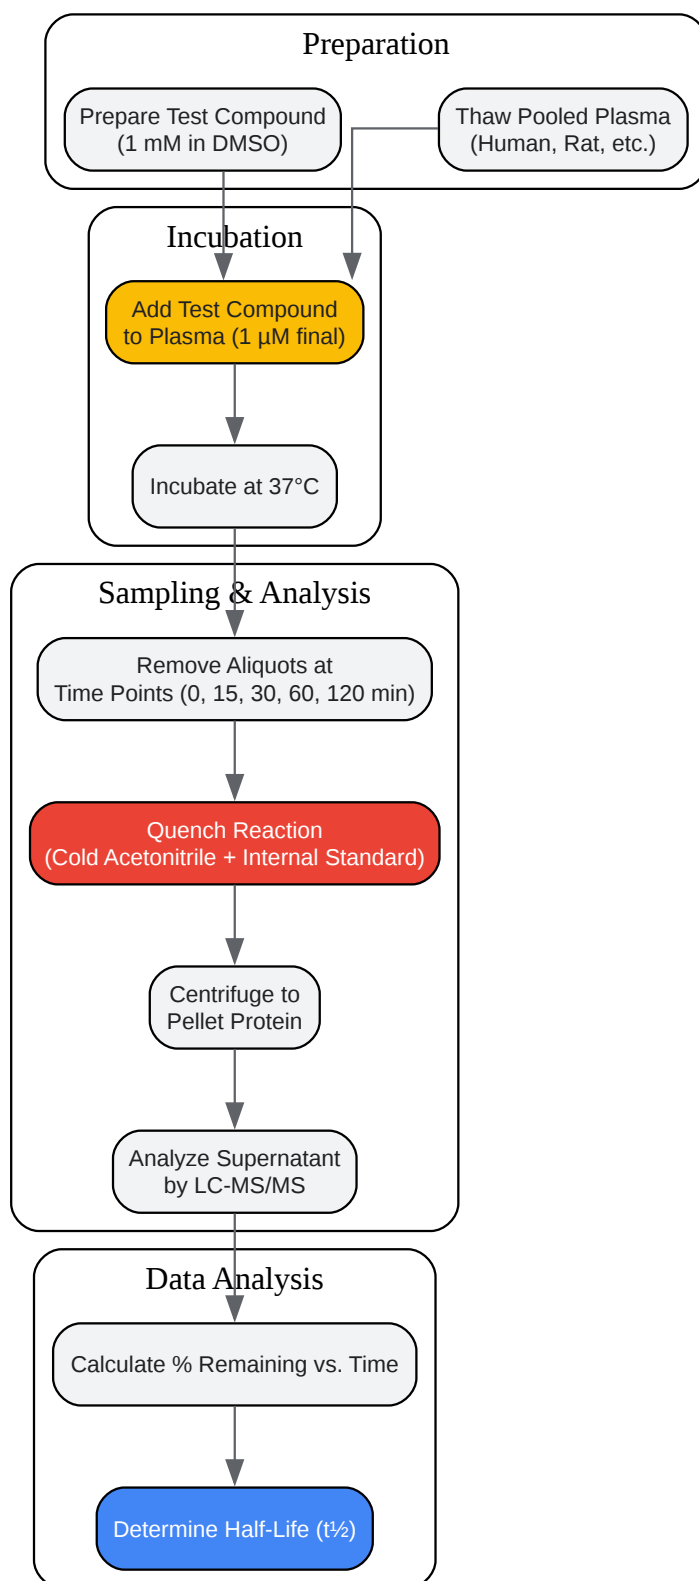 Preparation
Prepare Test Compound
(1 mM in DMSO)
Thaw Pooled Plasma
(Human, Rat, etc.)
Incubation
Add Test Compound
to Plasma (1 µM final)
Incubate at 37°C
Sampling & Analysis
Remove Aliquots at
Time Points (0, 15, 30, 60, 120 min)
Quench Reaction
(Cold Acetonitrile + Internal Standard)
Centrifuge to
Pellet Protein
Analyze Supernatant
by LC-MS/MS
Data Analysis
Calculate % Remaining vs. Time
Determine Half-Life (t½)